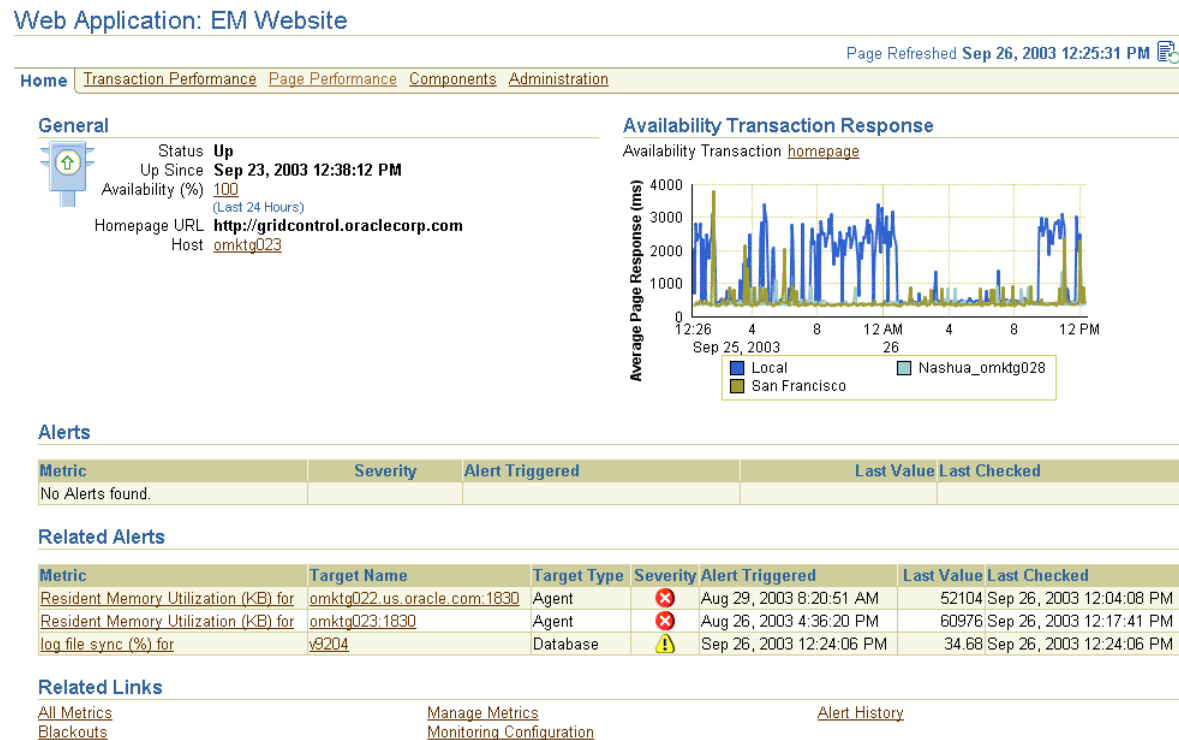 Web Application: EM Website
Page Refreshed Sep 26, 2003 12:25:31 PM
Home Transaction Performance Page Performance Components Administration
General
Status Up
Up Since Sep 23, 2003 12:38:12 PM
Availability (%) 100
(Last 24 Hours)
Homepage URL http://gridcontrol.oraclecorp.com
Host omktg023
Availability Transaction Response
Availability Transaction homepage
Average Page Response (ms)
4000
3000
2000
1000
0
12:26 4 8 12 AM 4 8 12 PM
Sep 25, 2003 26
Local Nashua_omktg028
San Francisco
Alerts
Metric Severity Alert Triggered Last Value Last Checked
No Alerts found.
Related Alerts
Metric Target Name Target Type Severity Alert Triggered Last Value Last Checked
Resident Memory Utilization (KB) for omktg022.us.oracle.com:1830 Agent Aug 29, 2003 8:20:51 AM 52104 Sep 26, 2003 12:04:08 PM
Resident Memory Utilization (KB) for omktg023:1830 Agent Aug 26, 2003 4:36:20 PM 60976 Sep 26, 2003 12:17:41 PM
log file sync (%) for v9204 Database Sep 26, 2003 12:24:06 PM 34.68 Sep 26, 2003 12:24:06 PM
Related Links
All Metrics Manage Metrics Alert History
Blackouts Monitoring Configuration